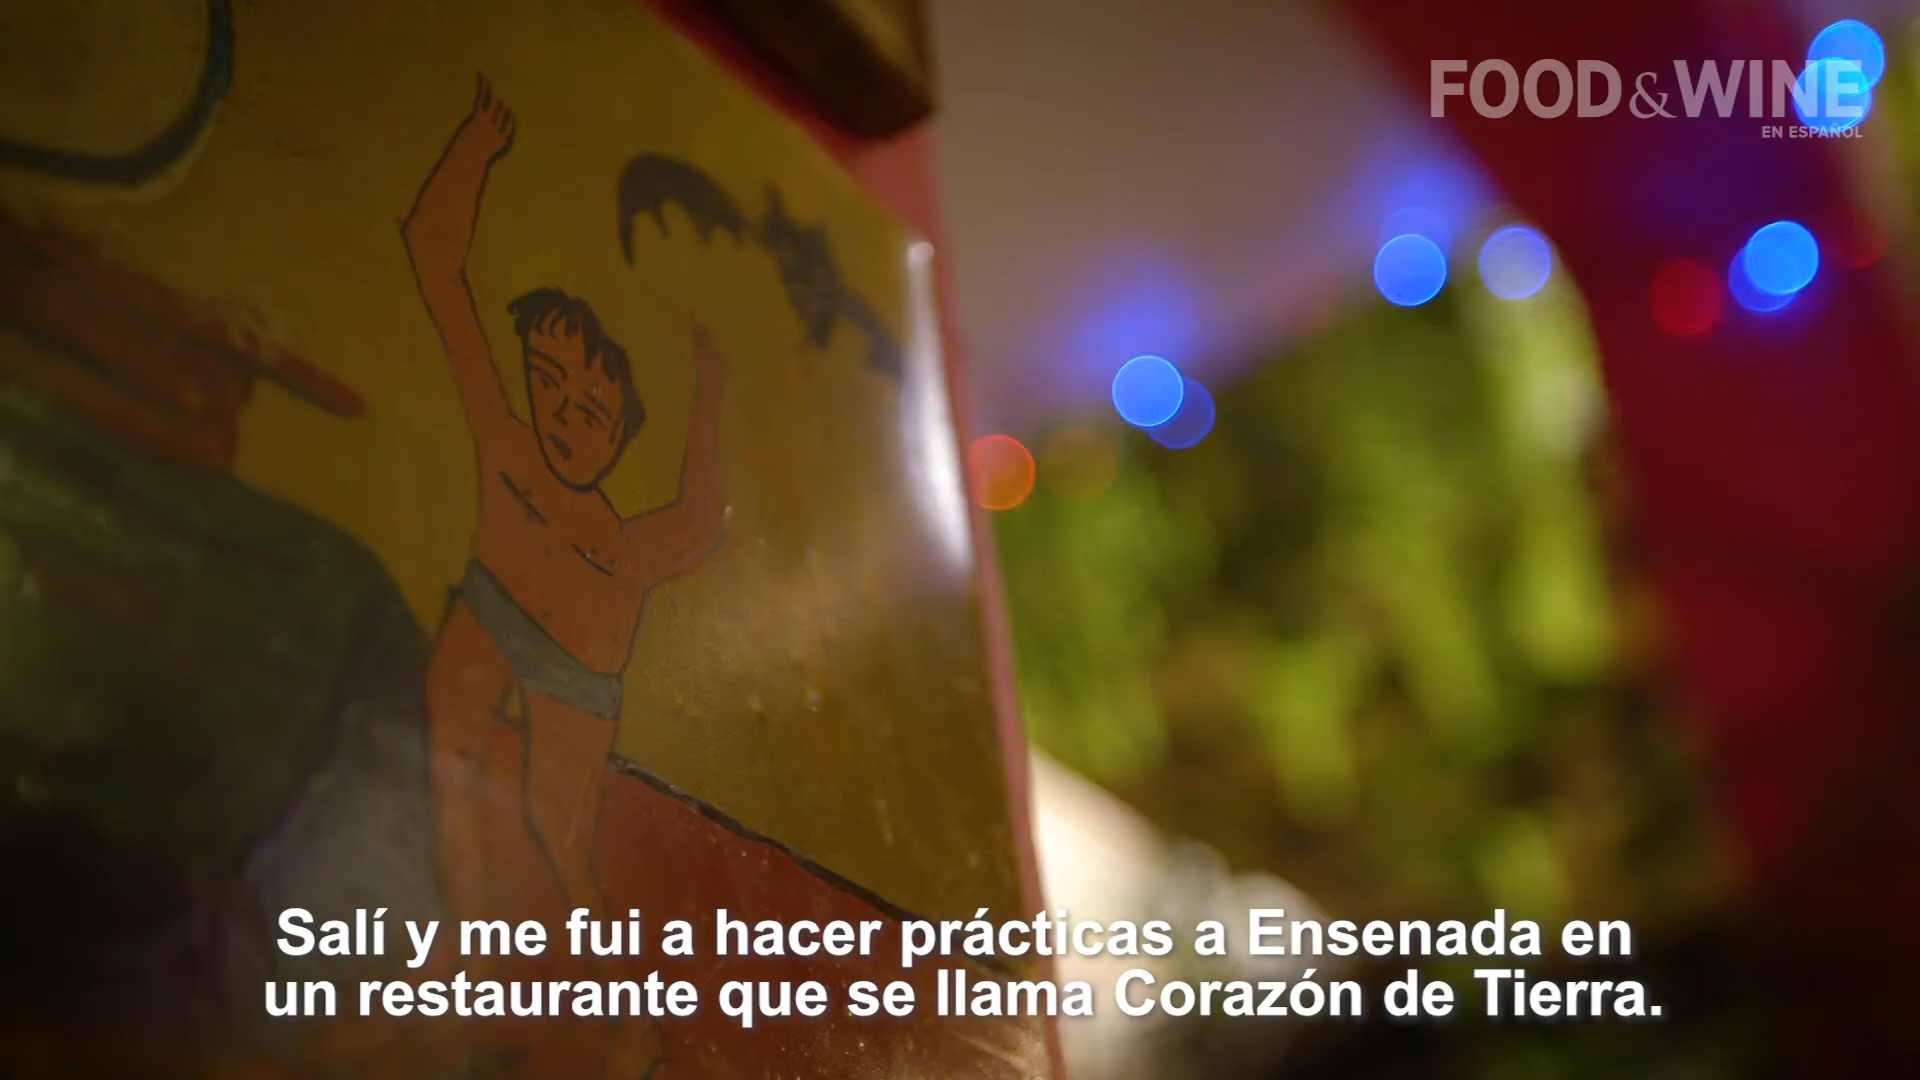 FOOD&WINE
EN ESPAÑOL
Salí y me fui a hacer prácticas a Ensenada en
un restaurante que se llama Corazón de Tierra.